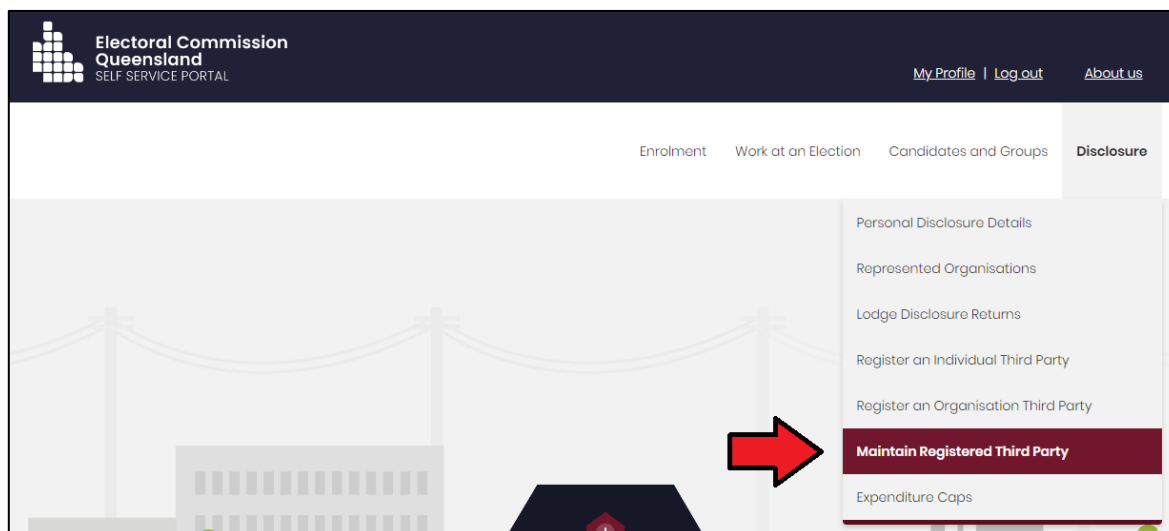 Electoral Commission
Queensland
SELF SERVICE PORTAL
My Profile | Log out About us
Enrolment Work at an Election Candidates and Groups Disclosure
Personal Disclosure Details
Represented Organisations
Lodge Disclosure Returns
Register an Individual Third Party
Register an Organisation Third Party
Maintain Registered Third Party
Expenditure Caps